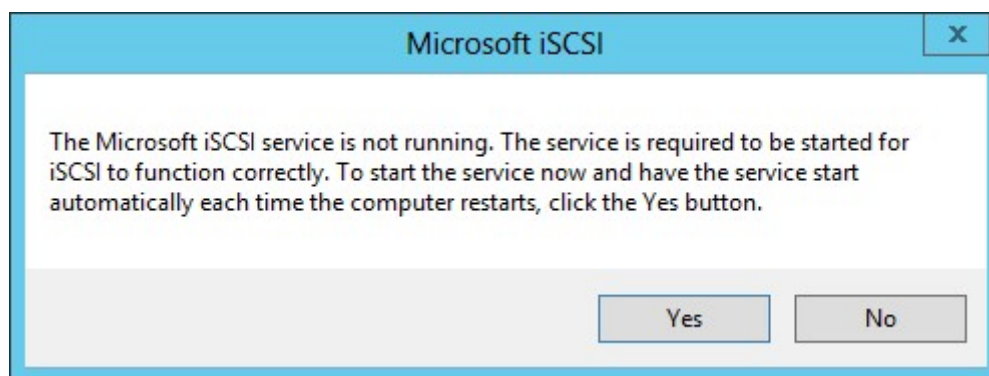 Microsoft iSCSI
x
The Microsoft iSCSI service is not running. The service is required to be started for
iSCSI to function correctly. To start the service now and have the service start
automatically each time the computer restarts, click the Yes button.
Yes
No